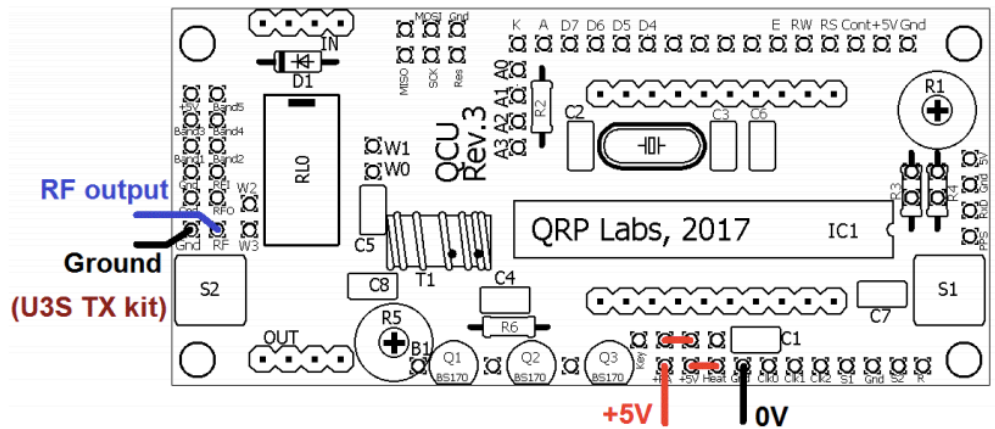 MOSI Gnd
MISO SCK Res
IN
D1
K A D7 D6 D5 D4 E RW RS Cont +5V Gnd
A0
A1
A2
A3
R2
C2
C3
C6
R1
+5V Band5
Band3 Band4
Band1 Band2
Gnd RFI
Gnd RFO
Gnd RF
W2
W3
RL0
W1
W0
QCU
Rev.3
C5
T1
QRP Labs, 2017
IC1
R3
R4
5V
Gnd
RxD
PPS
RF output
Ground
(U3S TX kit)
S2
S1
C8
C4
C7
R5
R6
OUT
B1
Q1
BS170
Q2
BS170
Q3
BS170
C1
Key
+PA +5V Heat Gnd Clk0 Clk1 Clk2 S1 Gnd S2 R
+5V
0V